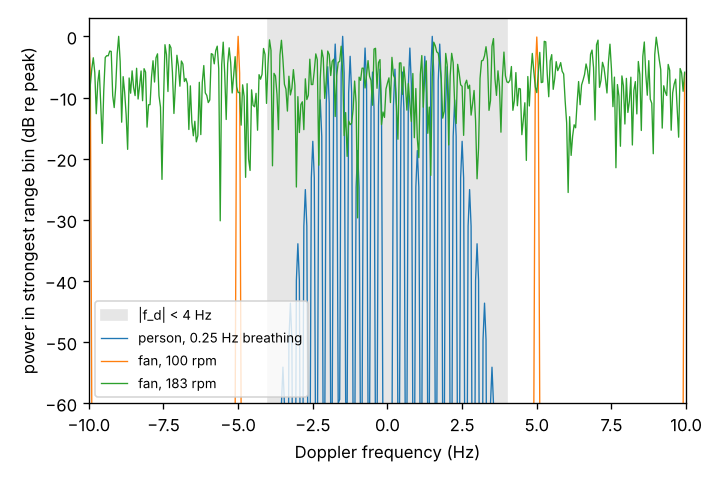 power in strongest range bin (dB re peak)
0
−10
−20
−30
−40
−50
−60
|f_d| < 4 Hz
person, 0.25 Hz breathing
fan, 100 rpm
fan, 183 rpm
−10.0 −7.5 −5.0 −2.5 0.0 2.5 5.0 7.5 10.0
Doppler frequency (Hz)